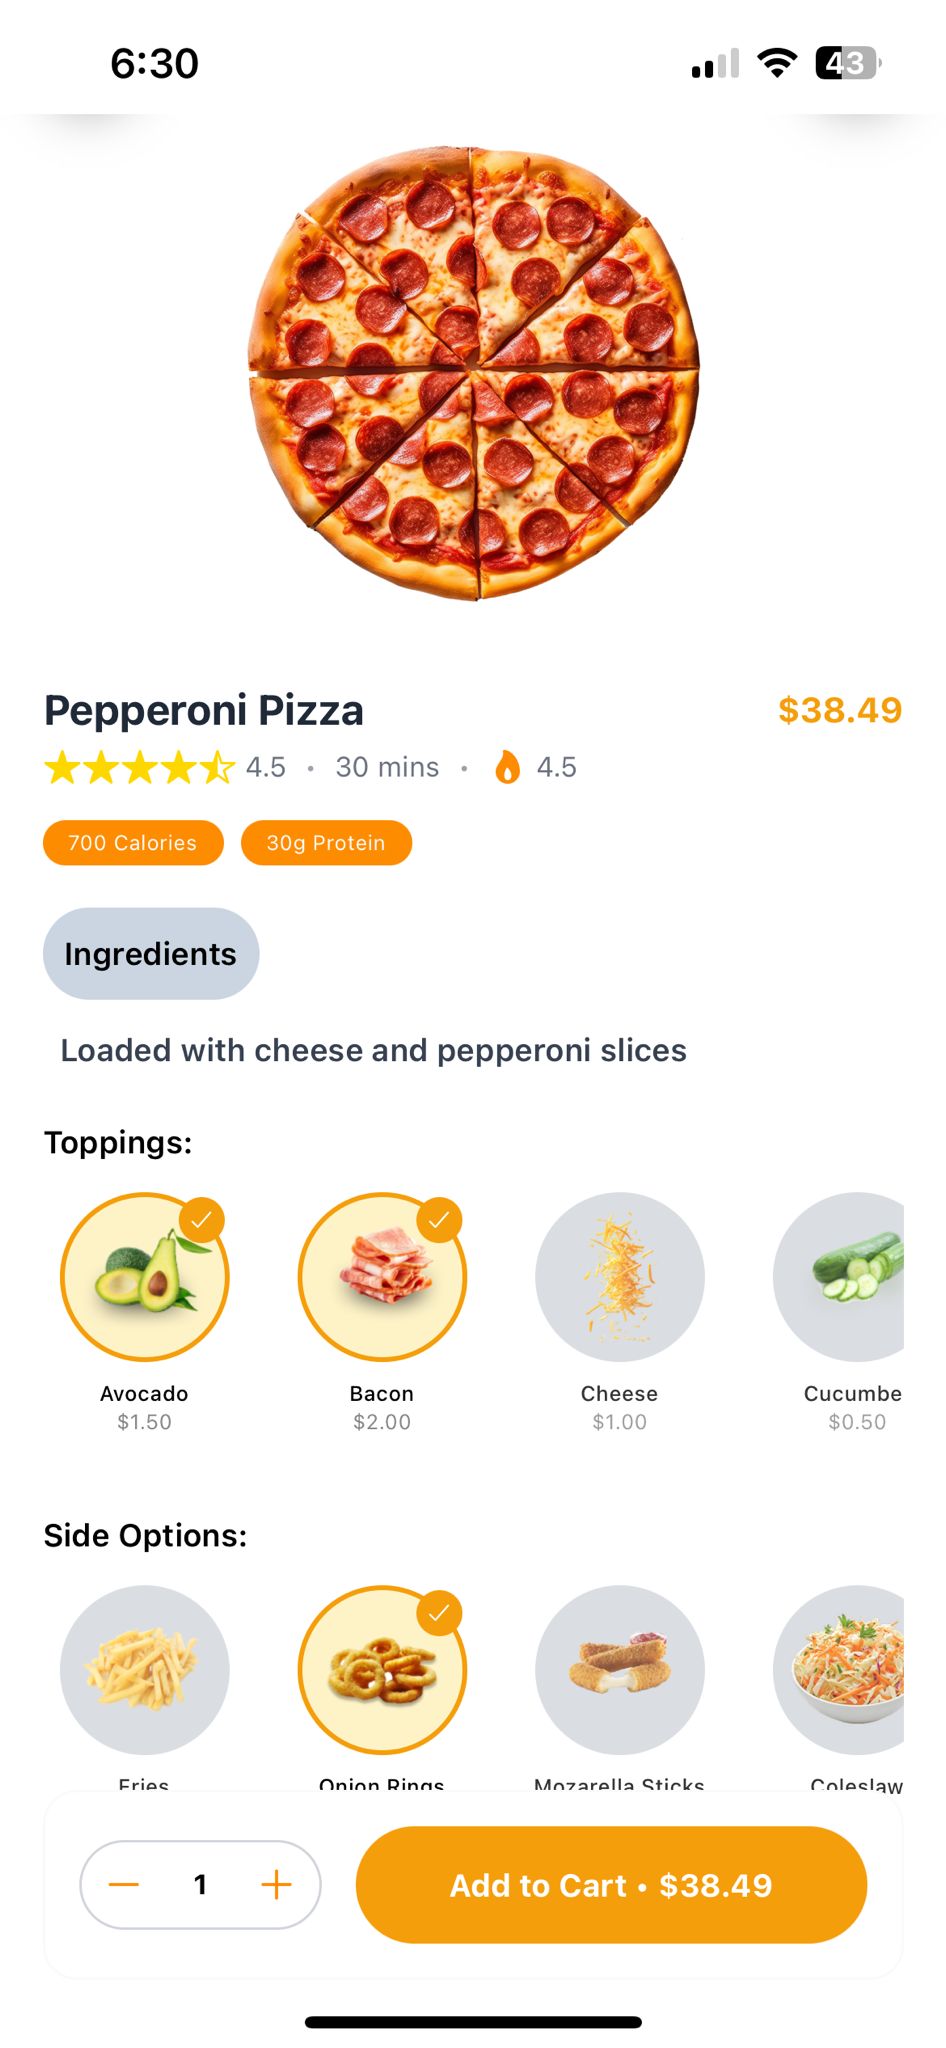 6:30
43
Pepperoni Pizza
$38.49
4.5 • 30 mins • 4.5
700 Calories 30g Protein
Ingredients
Loaded with cheese and pepperoni slices
Toppings:
Avocado Bacon Cheese Cucumbe
$1.50 $2.00 $1.00 $0.50
Side Options:
Fries Onion Rings Mozarella Sticks Coleslaw
1
Add to Cart • $38.49